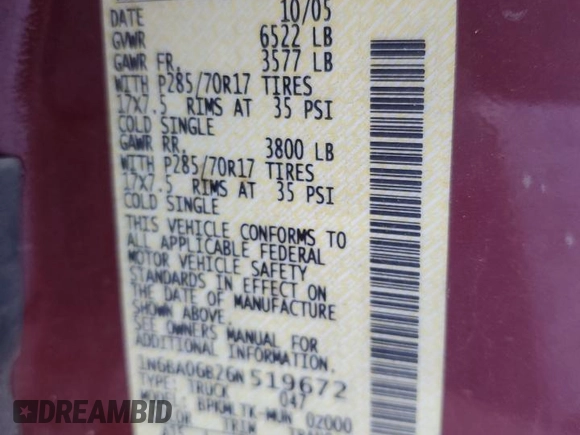 DATE 10/05
GVWR 6522 LB
GAWR FR. 3577 LB
WITH P285/70R17 TIRES
17X7.5 RIMS AT 35 PSI
COLD SINGLE
GAWR RR. 3800 LB
WITH P285/70R17 TIRES
17X7.5 RIMS AT 35 PSI
COLD SINGLE
THIS VEHICLE CONFORMS TO
ALL APPLICABLE FEDERAL
MOTOR VEHICLE SAFETY
STANDARDS IN EFFECT ON
THE DATE OF MANUFACTURE
SHOWN ABOVE.
SEE OWNERS MANUAL FOR
ADDITIONAL INFORMATION.
1N6BA06B26N519672
TYPE: TRUCK 047
02000
TRIM
DREAMBID